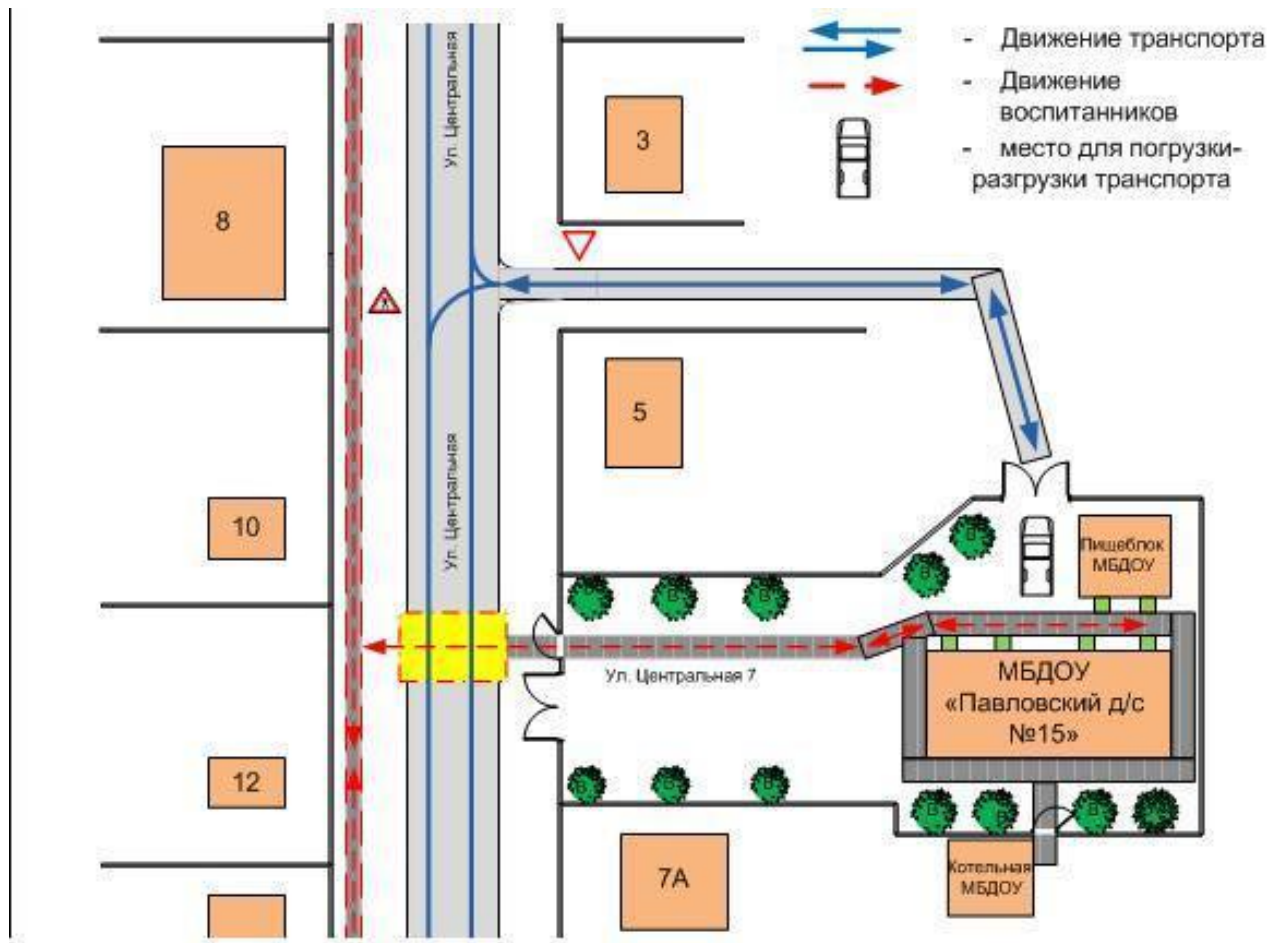 - Движение транспорта
- Движение
воспитанников
- место для погрузки-
разгрузки транспорта
Ул. Центральная
3
8
5
Ул. Центральная
10
Пищеблок
МБДОУ
В
В
В
Ул. Центральная 7
МБДОУ
«Павловский д/с
№15»
12
В
В
В
В
В
В
7А
Котельная
МБДОУ